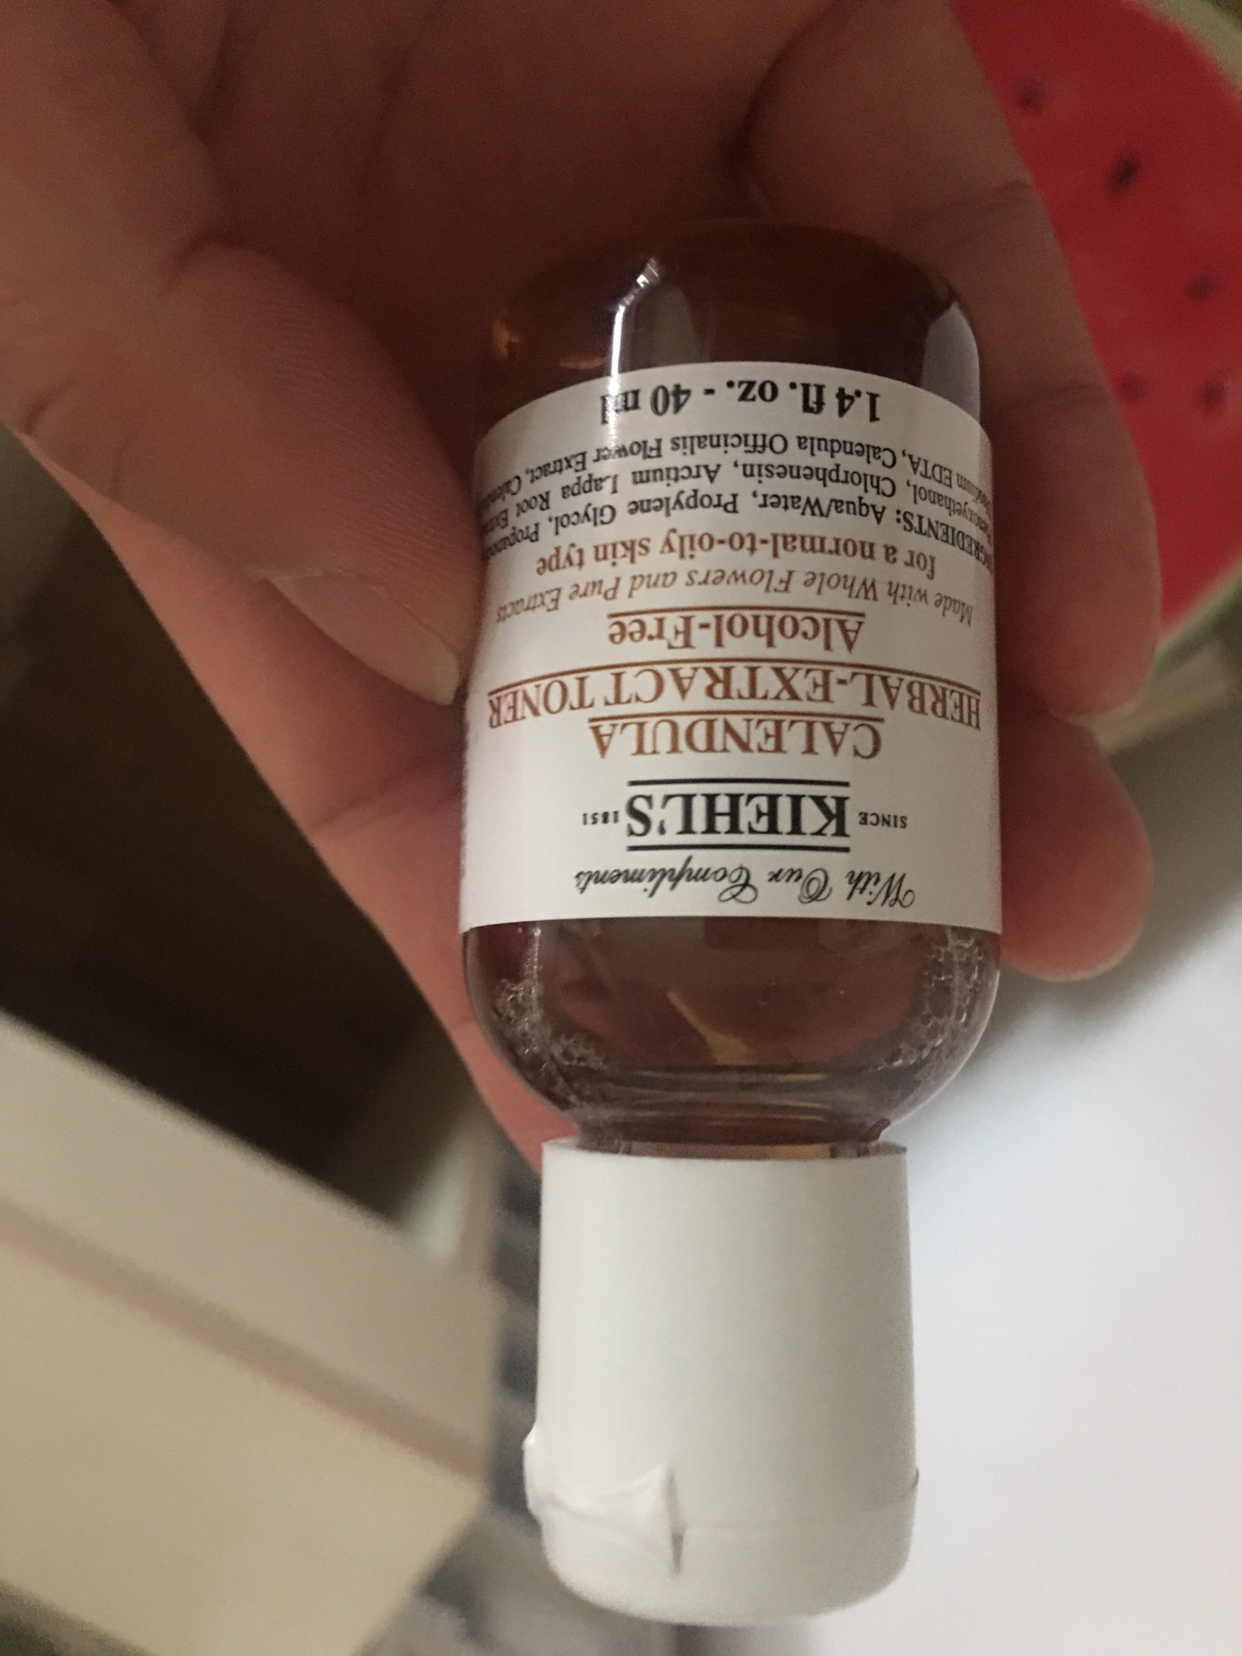 With Our Compliments
SINCE KIEHL'S 1851
CALENDULA
HERBAL-EXTRACT TONER
Alcohol-Free
Made with Whole Flowers and Pure Extracts
for a normal-to-oily skin type
Aqua/Water, Propylene Glycol,
Chlorphenesin, Arctium Lappa Root
EDTA, Calendula Officinalis Flower Extract,
1.4 fl. oz. - 40 ml